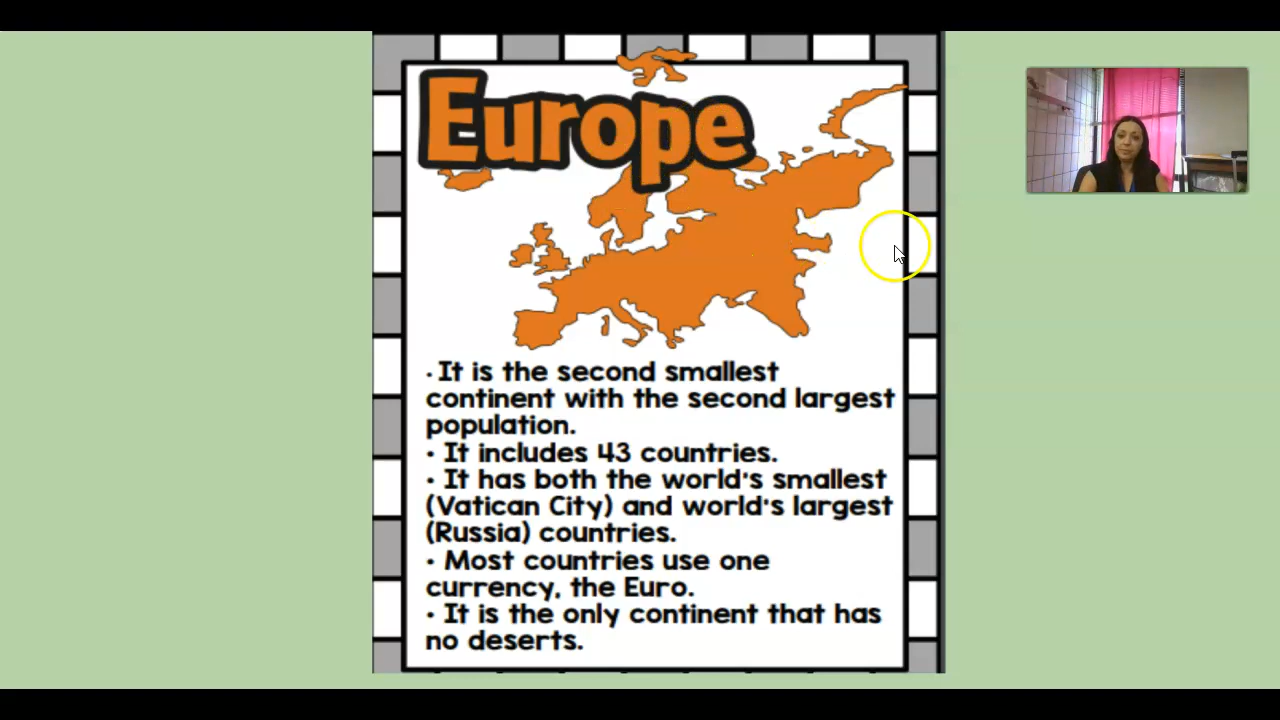 Europe
· It is the second smallest
continent with the second largest
population.
· It includes 43 countries.
· It has both the world's smallest
(Vatican City) and world's largest
(Russia) countries.
· Most countries use one
currency, the Euro.
· It is the only continent that has
no deserts.